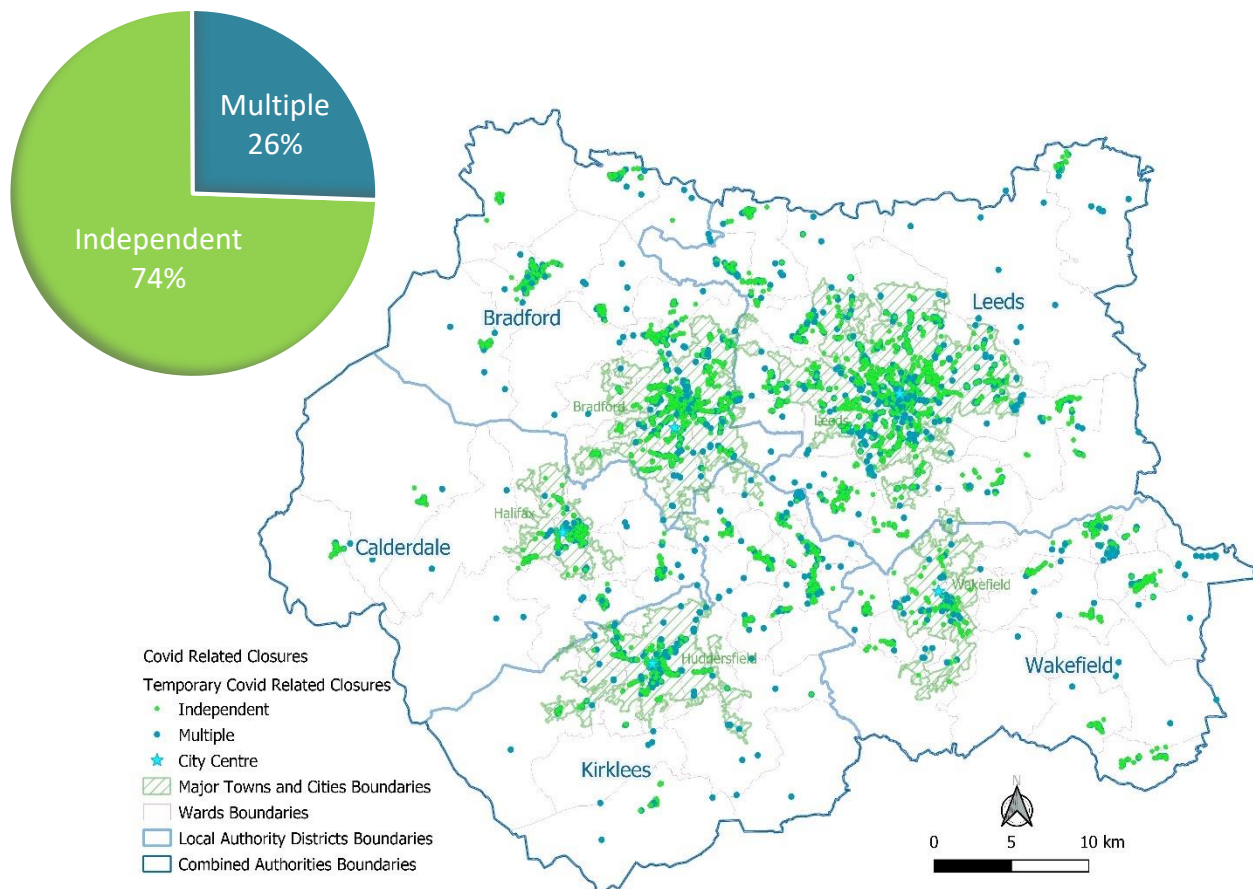 Multiple
26%
Independent
74%
Leeds
Bradford
Bradford
Leeds
Halifax
Calderdale
Wakefield
Huddersfield
Wakefield
Kirklees
Covid Related Closures
Temporary Covid Related Closures
Independent
Multiple
City Centre
Major Towns and Cities Boundaries
Wards Boundaries
Local Authority Districts Boundaries
Combined Authorities Boundaries
N
0 5 10 km